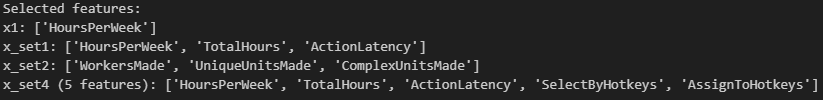 Selected features:
x1: ['HoursPerWeek']
x_set1: ['HoursPerWeek', 'TotalHours', 'ActionLatency']
x_set2: ['WorkersMade', 'UniqueUnitsMade', 'ComplexUnitsMade']
x_set4 (5 features): ['HoursPerWeek', 'TotalHours', 'ActionLatency', 'SelectByHotkeys', 'AssignToHotkeys']